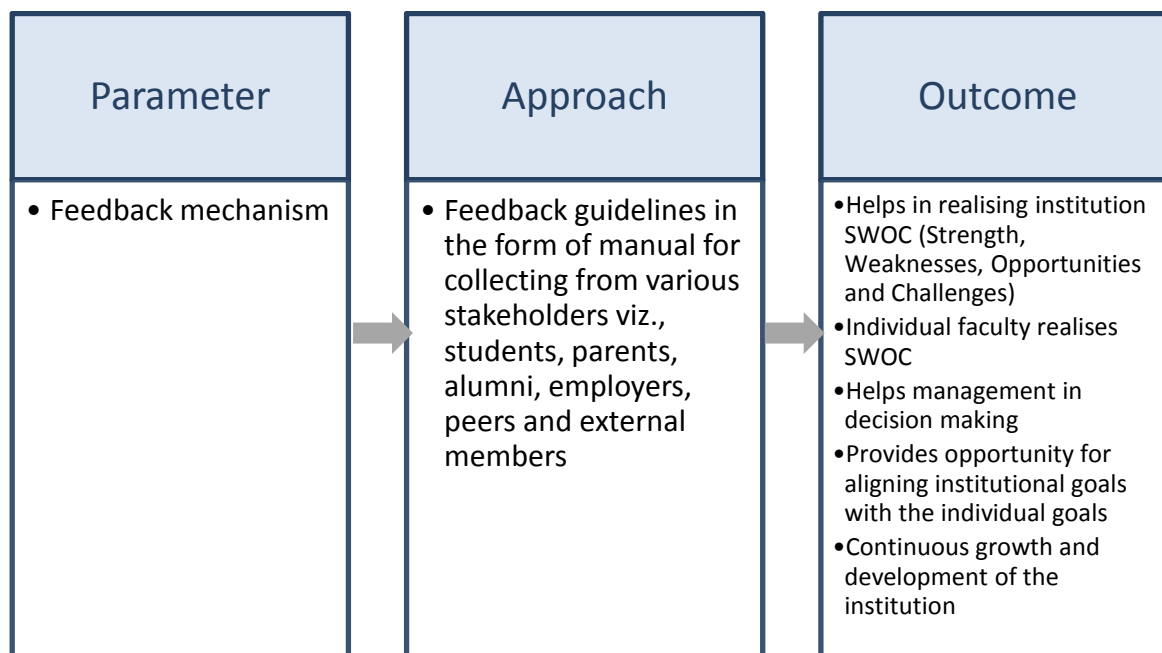 Parameter
• Feedback mechanism
Approach
• Feedback guidelines in
the form of manual for
collecting from various
stakeholders viz.,
students, parents,
alumni, employers,
peers and external
members
Outcome
•Helps in realising institution
SWOC (Strength,
Weaknesses, Opportunities
and Challenges)
•Individual faculty realises
SWOC
•Helps management in
decision making
•Provides opportunity for
aligning institutional goals
with the individual goals
•Continuous growth and
development of the
institution